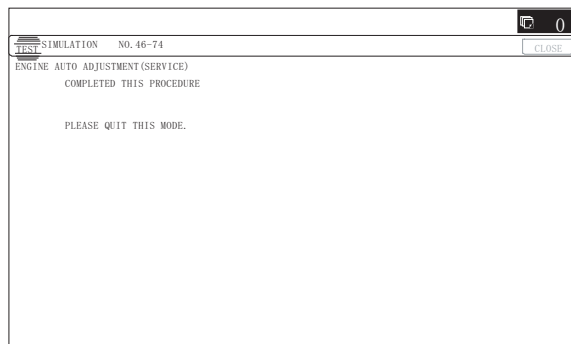 0
TEST SIMULATION NO.46-74
CLOSE
ENGINE AUTO ADJUSTMENT(SERVICE)
COMPLETED THIS PROCEDURE
PLEASE QUIT THIS MODE.